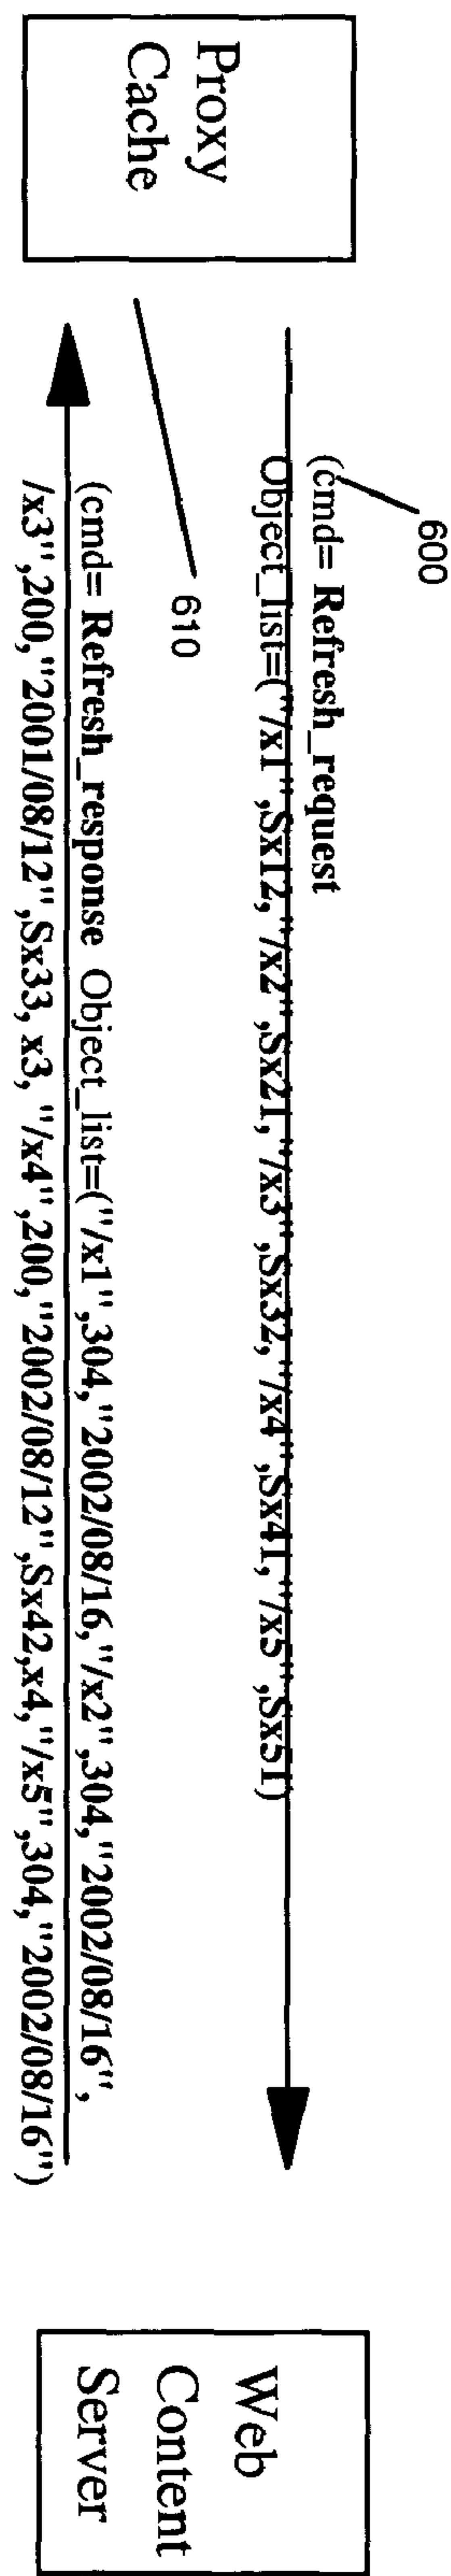 Proxy
Cache
600
(cmd= Refresh_request
Object_list=("/x1",Sx12,"/x2",Sx21,"/x3",Sx32,"/x4",Sx41,"/x5",Sx51)
610
(cmd= Refresh_response Object_list=("/x1",304,"2002/08/16,"/x2",304,"2002/08/16",
/x3",200,"2001/08/12",Sx33, x3, "/x4",200,"2002/08/12",Sx42,x4,"/x5",304,"2002/08/16")
Web
Content
Server